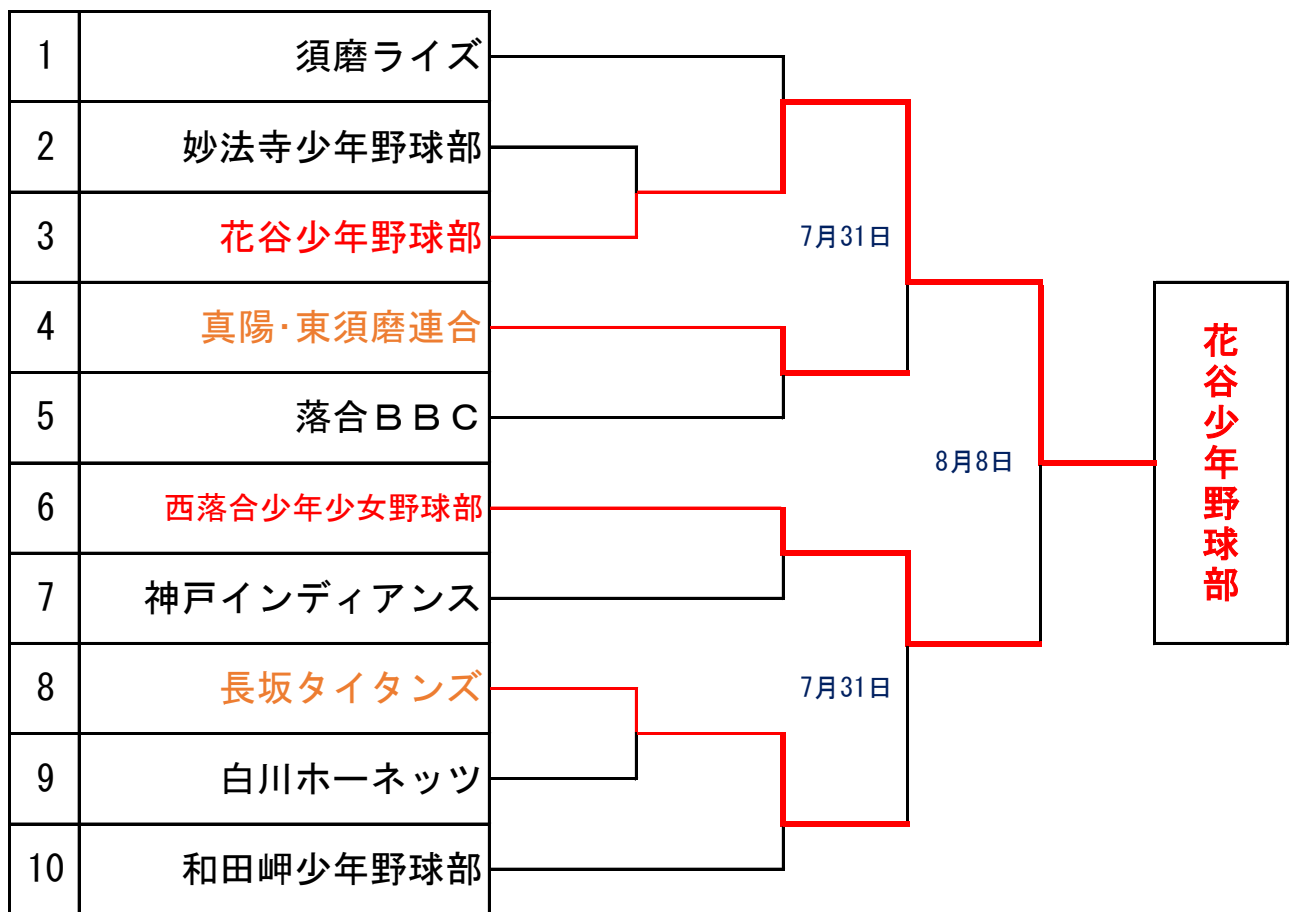 1 須磨ライズ
2 妙法寺少年野球部
3 花谷少年野球部
7月31日
4 真陽・東須磨連合
5 落合ＢＢＣ
8月8日
6 西落合少年少女野球部
7 神戸インディアンス
8 長坂タイタンズ
7月31日
9 白川ホーネッツ
10 和田岬少年野球部
花谷少年野球部